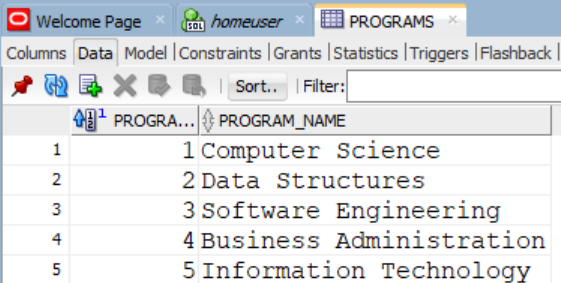 Welcome Page homeuser PROGRAMS
Columns Data Model Constraints Grants Statistics Triggers Flashback
Sort.. Filter:
1 PROGRA... PROGRAM_NAME
1 1 Computer Science
2 2 Data Structures
3 3 Software Engineering
4 4 Business Administration
5 5 Information Technology